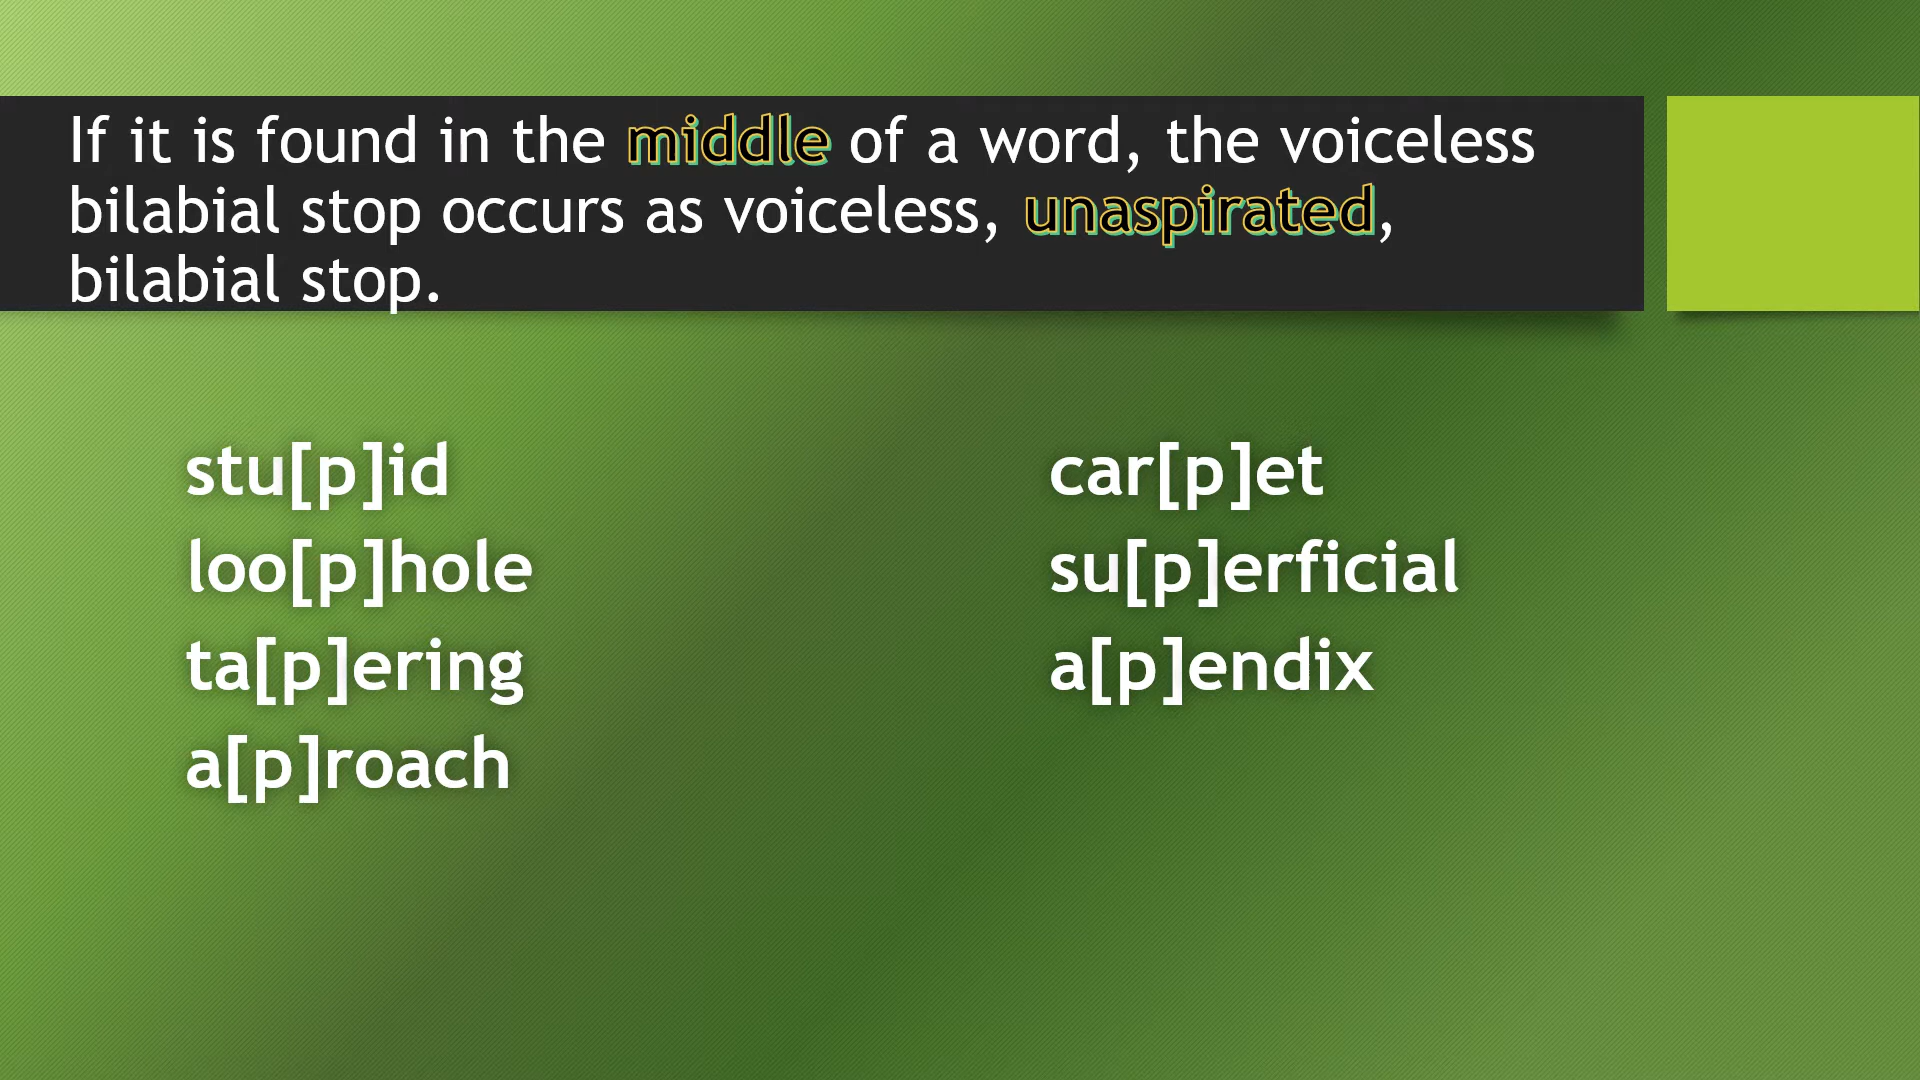 If it is found in the middle of a word, the voiceless
bilabial stop occurs as voiceless, unaspirated,
bilabial stop.
stu[p]id
loo[p]hole
ta[p]ering
a[p]roach
car[p]et
su[p]erficial
a[p]endix